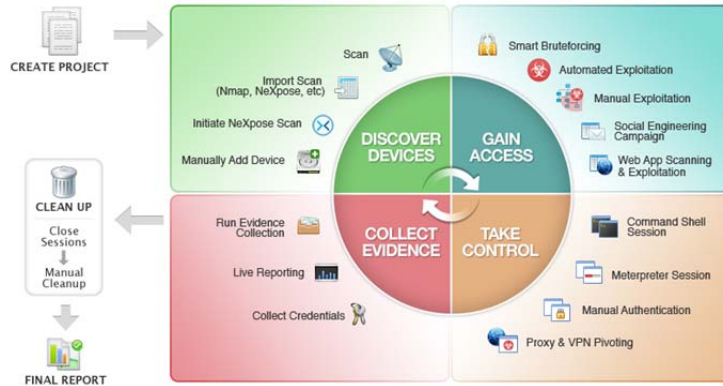 CREATE PROJECT
Scan
Import Scan
(Nmap, NeXpose, etc)
Initiate NeXpose Scan
Manually Add Device
DISCOVER
DEVICES
Smart Bruteforcing
Automated Exploitation
Manual Exploitation
Social Engineering
Campaign
Web App Scanning
& Exploitation
GAIN
ACCESS
CLEAN UP
Close
Sessions
Manual
Cleanup
FINAL REPORT
Run Evidence
Collection
Live Reporting
Collect Credentials
COLLECT
EVIDENCE
TAKE
CONTROL
Command Shell
Session
Meterpreter Session
Manual Authentication
Proxy & VPN Pivoting